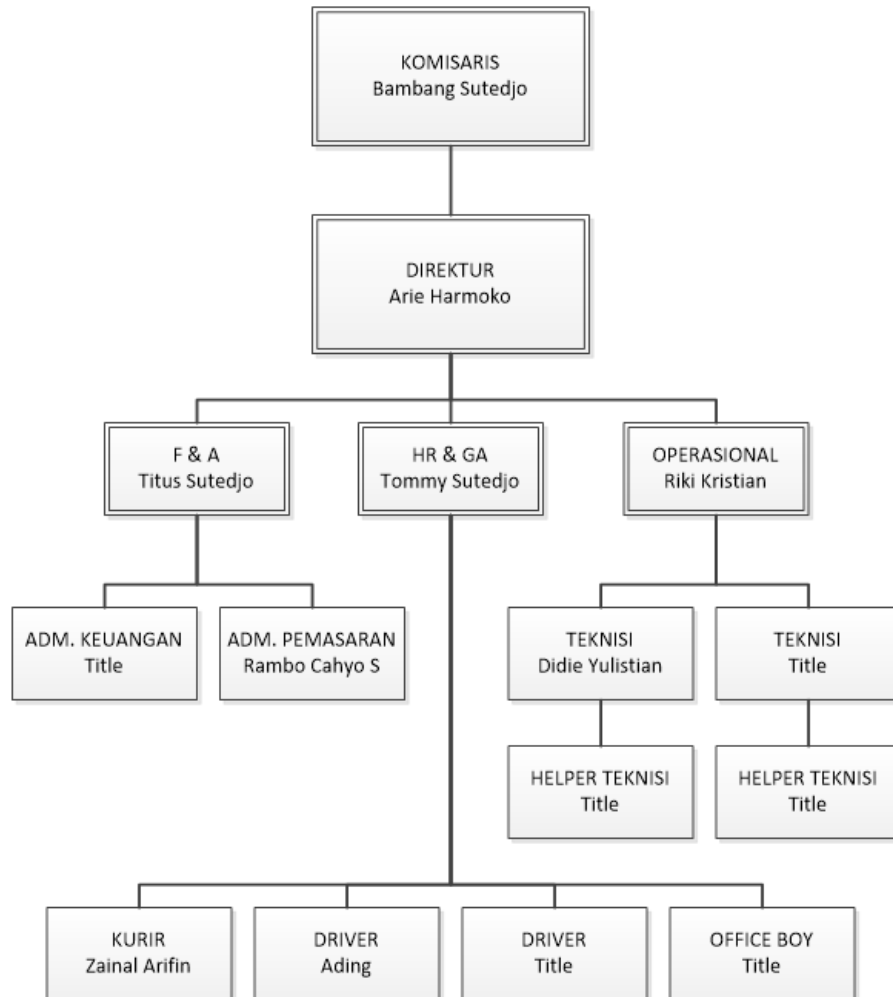 KOMISARIS
Bambang Sutedjo
DIREKTUR
Arie Harmoko
F & A
Titus Sutedjo
HR & GA
Tommy Sutedjo
OPERASIONAL
Riki Kristian
ADM. KEUANGAN
Title
ADM. PEMASARAN
Rambo Cahyo S
TEKNISI
Didie Yulistian
TEKNISI
Title
HELPER TEKNISI
Title
HELPER TEKNISI
Title
KURIR
Zainal Arifin
DRIVER
Ading
DRIVER
Title
OFFICE BOY
Title